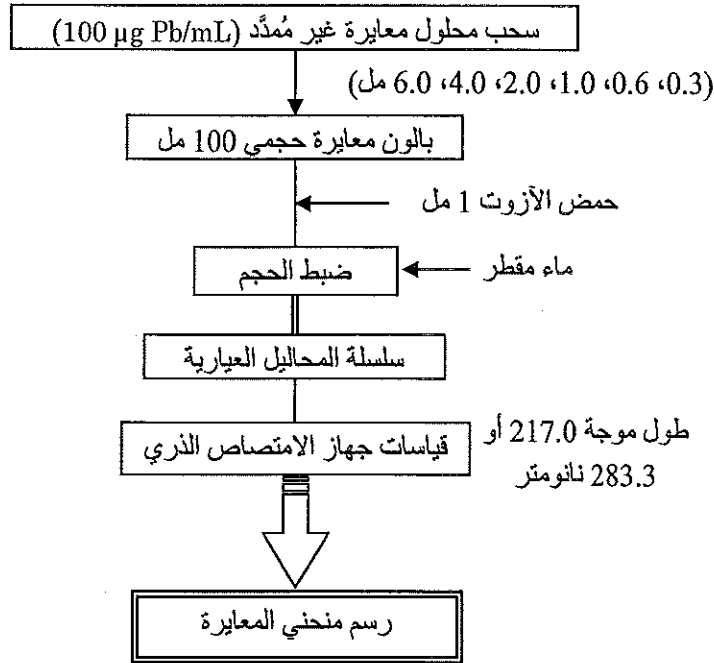 سحب محلول معايرة غير مُمدَّد (100 µg Pb/mL)
(0.3، 0.6، 1.0، 2.0، 4.0، 6.0 مل)
بالون معايرة حجمي 100 مل
حمض الآزوت 1 مل
ماء مقطر
ضبط الحجم
سلسلة المحاليل العيارية
طول موجة 217.0 أو
283.3 نانومتر
قياسات جهاز الامتصاص الذري
رسم منحني المعايرة